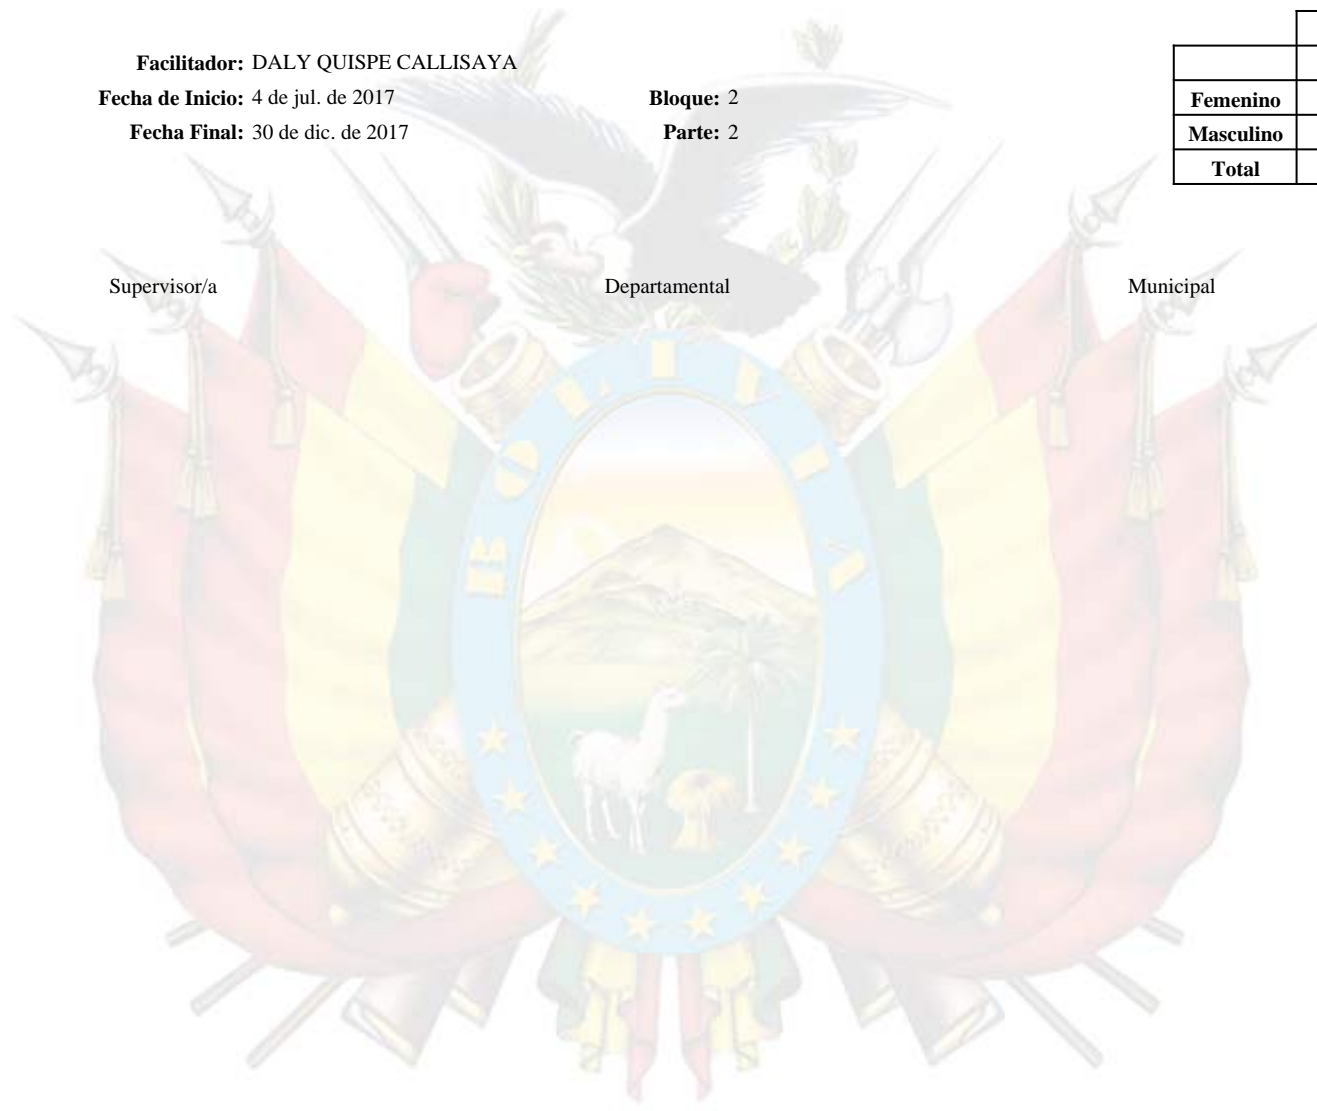 Facilitador: DALY QUISPE CALLISAYA
Fecha de Inicio: 4 de jul. de 2017 Bloque: 2
Fecha Final: 30 de dic. de 2017 Parte: 2
Femenino
Masculino
Total
Supervisor/a Departamental Municipal
BOLIVIA